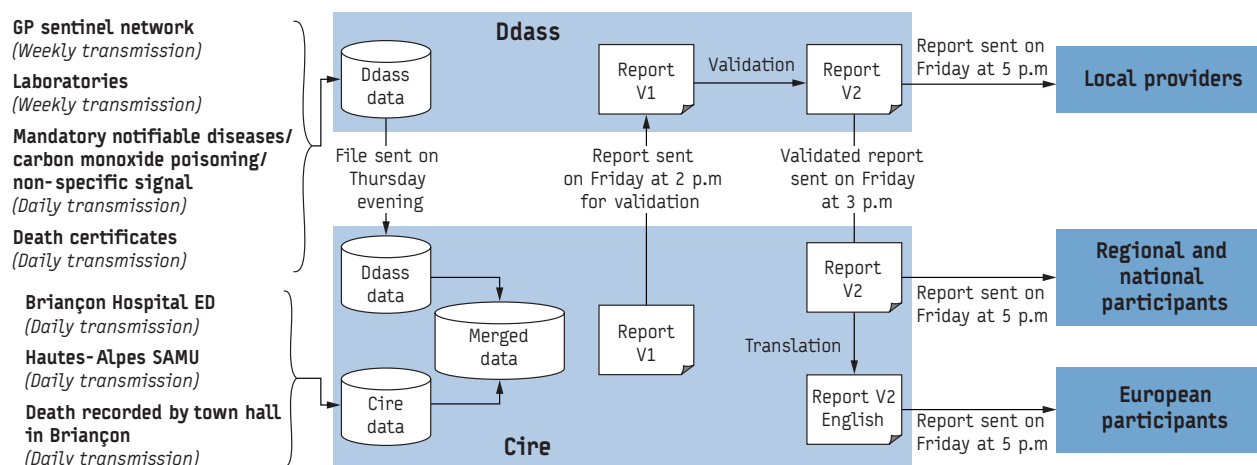 GP sentinel network
(Weekly transmission)
Laboratories
(Weekly transmission)
Mandatory notifiable diseases/
carbon monoxide poisoning/
non-specific signal
(Daily transmission)
Death certificates
(Daily transmission)
Briançon Hospital ED
(Daily transmission)
Hautes-Alpes SAMU
(Daily transmission)
Death recorded by town hall
in Briançon
(Daily transmission)
Ddass
Ddass
data
File sent on
Thursday
evening
Report
V1
Validation
Report
V2
Report sent on
Friday at 5 p.m
Local providers
Report sent
on Friday at 2 p.m
for validation
Validated report
sent on Friday
at 3 p.m
Ddass
data
Merged
data
Cire
data
Report
V1
Report
V2
Report sent on
Friday at 5 p.m
Regional and
national
participants
Translation
Report V2
English
Report sent on
Friday at 5 p.m
European
participants
Cire